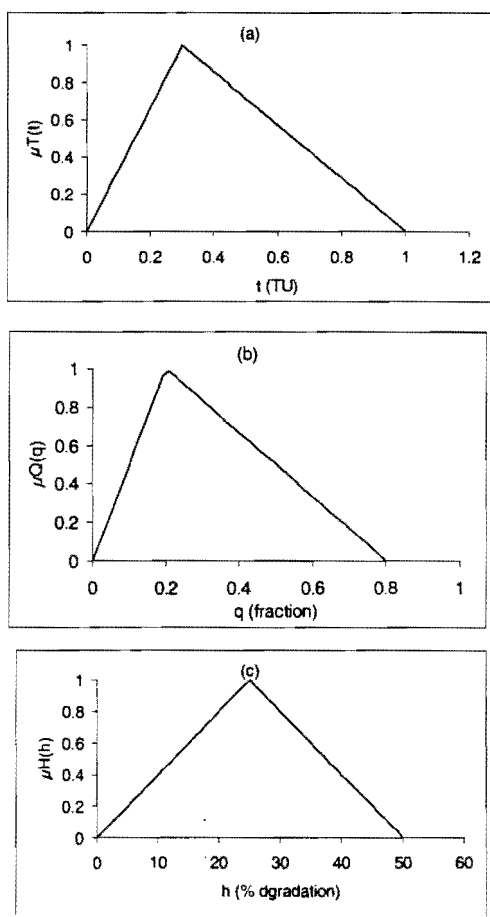 (a)
1
0.8
0.6
0.4
0.2
0
µT(t)
0 0.2 0.4 0.6 0.8 1 1.2
t (TU)
(b)
1
0.8
0.6
0.4
0.2
0
µQ(q)
0 0.2 0.4 0.6 0.8 1
q (fraction)
(c)
1
0.8
0.6
0.4
0.2
0
µH(h)
0 10 20 30 40 50 60
h (% dgradation)